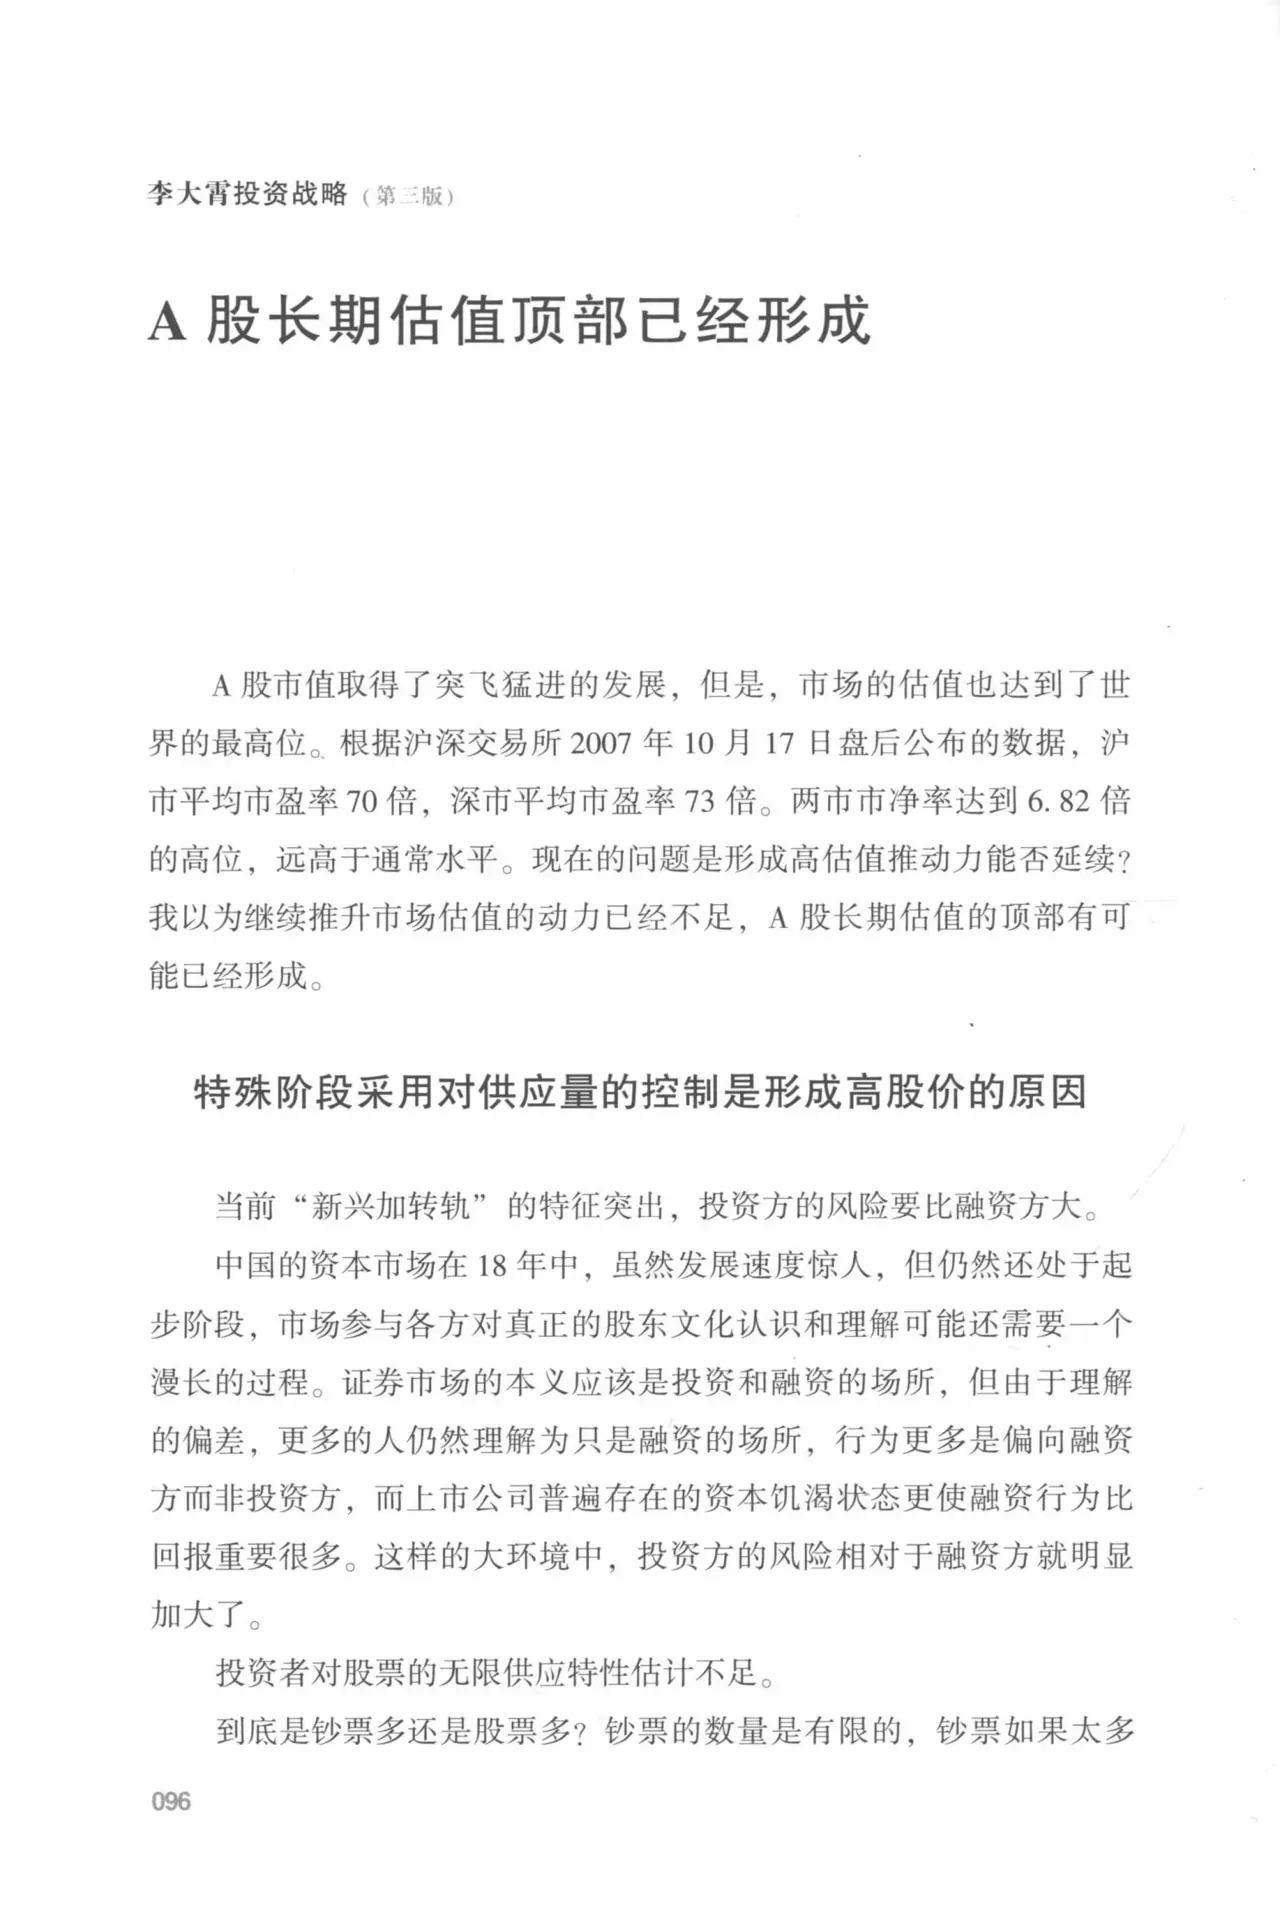 李大霄投资战略（第三版）
A 股长期估值顶部已经形成
A 股市值取得了突飞猛进的发展，但是，市场的估值也达到了世
界的最高位。根据沪深交易所 2007 年 10 月 17 日盘后公布的数据，沪
市平均市盈率 70 倍，深市平均市盈率 73 倍。两市市净率达到 6.82 倍
的高位，远高于通常水平。现在的问题是形成高估值推动力能否延续？
我以为继续推升市场估值的动力已经不足，A 股长期估值的顶部有可
能已经形成。
特殊阶段采用对供应量的控制是形成高股价的原因
当前“新兴加转轨”的特征突出，投资方的风险要比融资方大。
中国的资本市场在 18 年中，虽然发展速度惊人，但仍然还处于起
步阶段，市场参与各方对真正的股东文化认识和理解可能还需要一个
漫长的过程。证券市场的本义应该是投资和融资的场所，但由于理解
的偏差，更多的人仍然理解为只是融资的场所，行为更多是偏向融资
方而非投资方，而上市公司普遍存在的资本饥渴状态更使融资行为比
回报重要很多。这样的大环境中，投资方的风险相对于融资方就明显
加大了。
投资者对股票的无限供应特性估计不足。
到底是钞票多还是股票多？钞票的数量是有限的，钞票如果太多
096